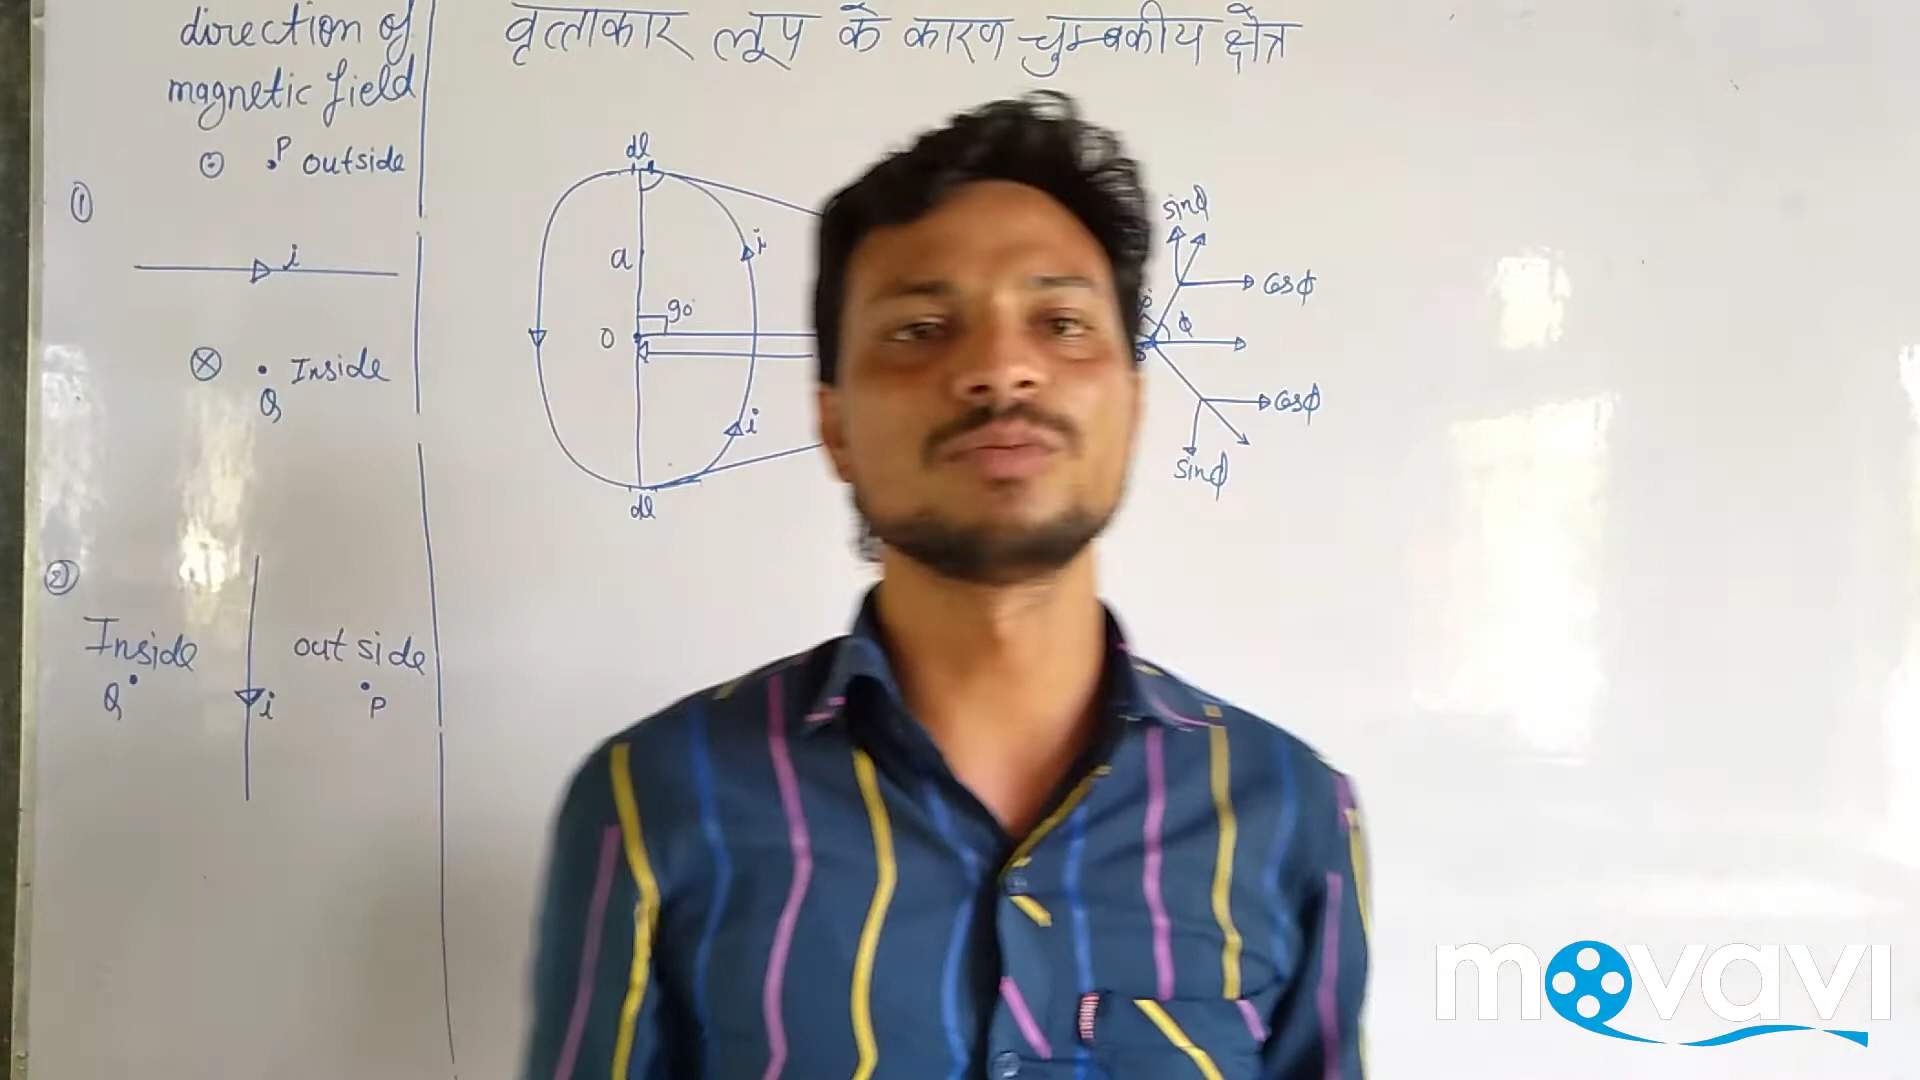 direction of
magnetic field
वृत्ताकार लूप के कारण चुम्बकीय क्षेत्र
⊙ .P outside
①
i
⊗ . Inside
Q
②
Inside
Q
i
out side
P
dl
a
90°
O
i
i
dl
sinϕ
cosϕ
ϕ
cosϕ
sinϕ
movavi